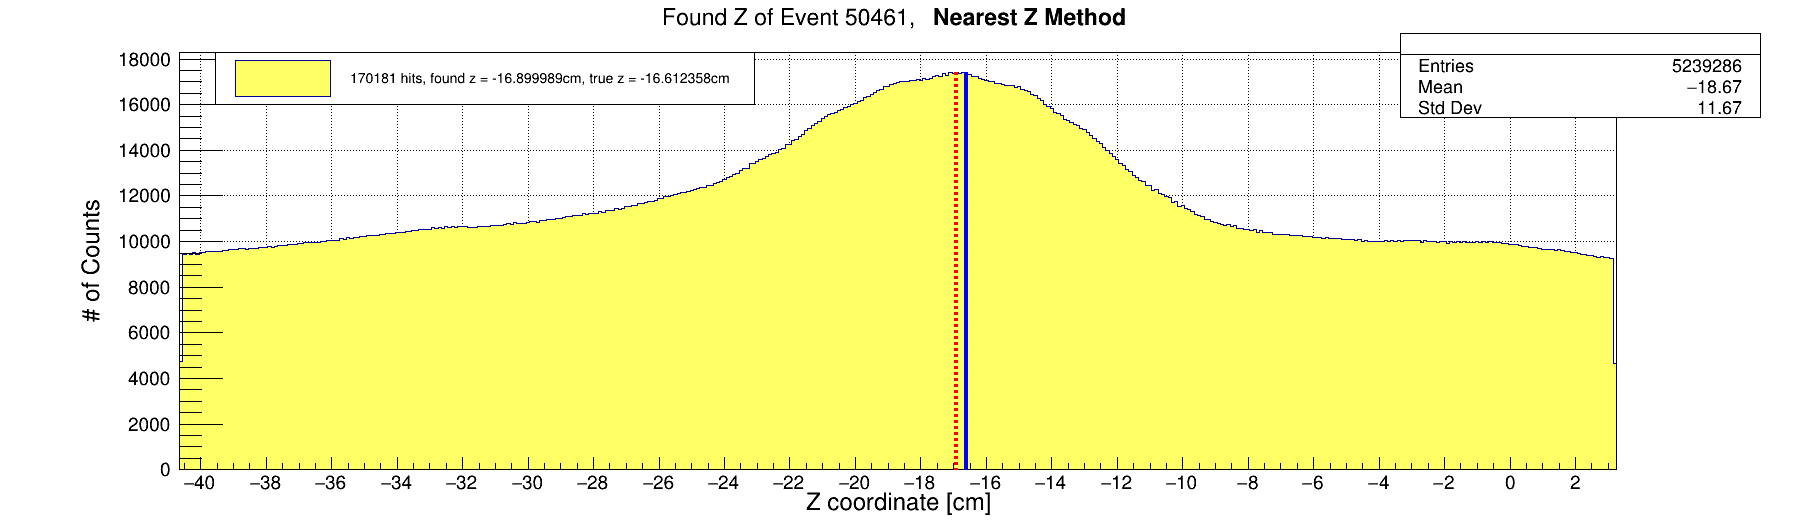 Found Z of Event 50461, Nearest Z Method
170181 hits, found z = -16.899989cm, true z = -16.612358cm
Entries 5239286
Mean −18.67
Std Dev 11.67
# of Counts
18000
16000
14000
12000
10000
8000
6000
4000
2000
0
−40 −38 −36 −34 −32 −30 −28 −26 −24 −22 −20 −18 −16 −14 −12 −10 −8 −6 −4 −2 0 2
Z coordinate [cm]